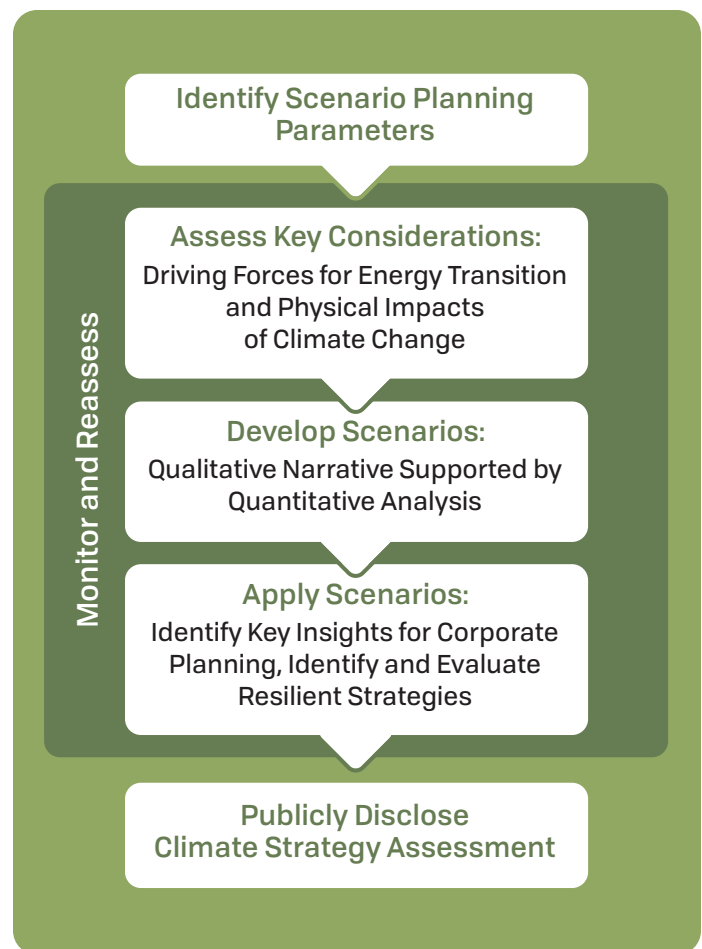 Identify Scenario Planning
Parameters
Monitor and Reassess
Assess Key Considerations:
Driving Forces for Energy Transition
and Physical Impacts
of Climate Change
Develop Scenarios:
Qualitative Narrative Supported by
Quantitative Analysis
Apply Scenarios:
Identify Key Insights for Corporate
Planning, Identify and Evaluate
Resilient Strategies
Publicly Disclose
Climate Strategy Assessment